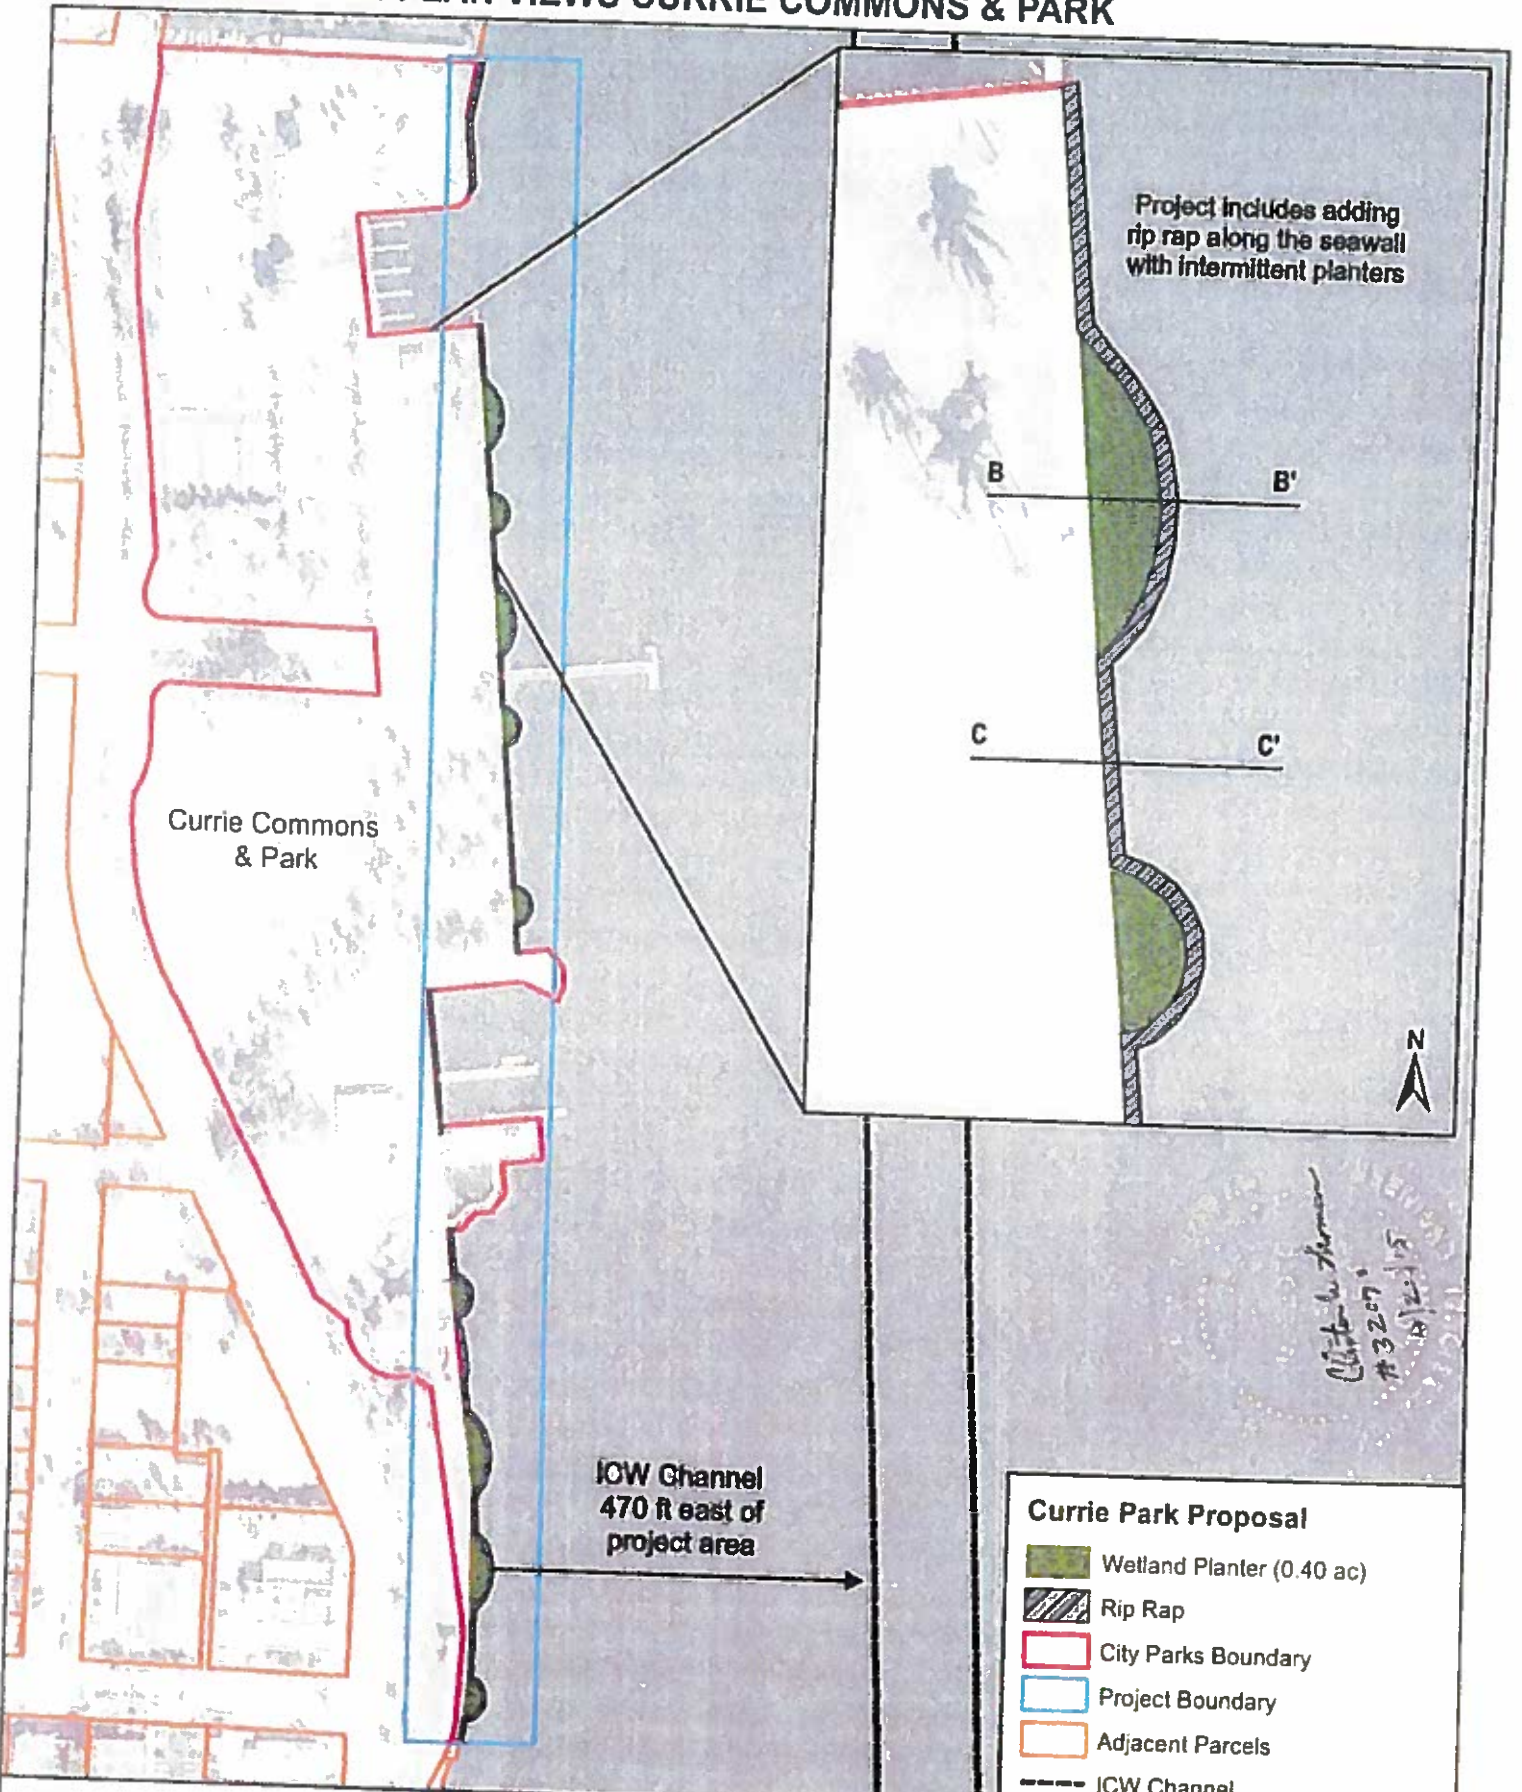 VIEWS CURRIE COMMONS & PARK
Project includes adding
rip rap along the seawall
with intermittent planters
B
B'
C
C'
Currie Commons
& Park
N
ICW Channel
470 ft east of
project area
Currie Park Proposal
Wetland Planter (0.40 ac)
Rip Rap
City Parks Boundary
Project Boundary
Adjacent Parcels
ICW Channel